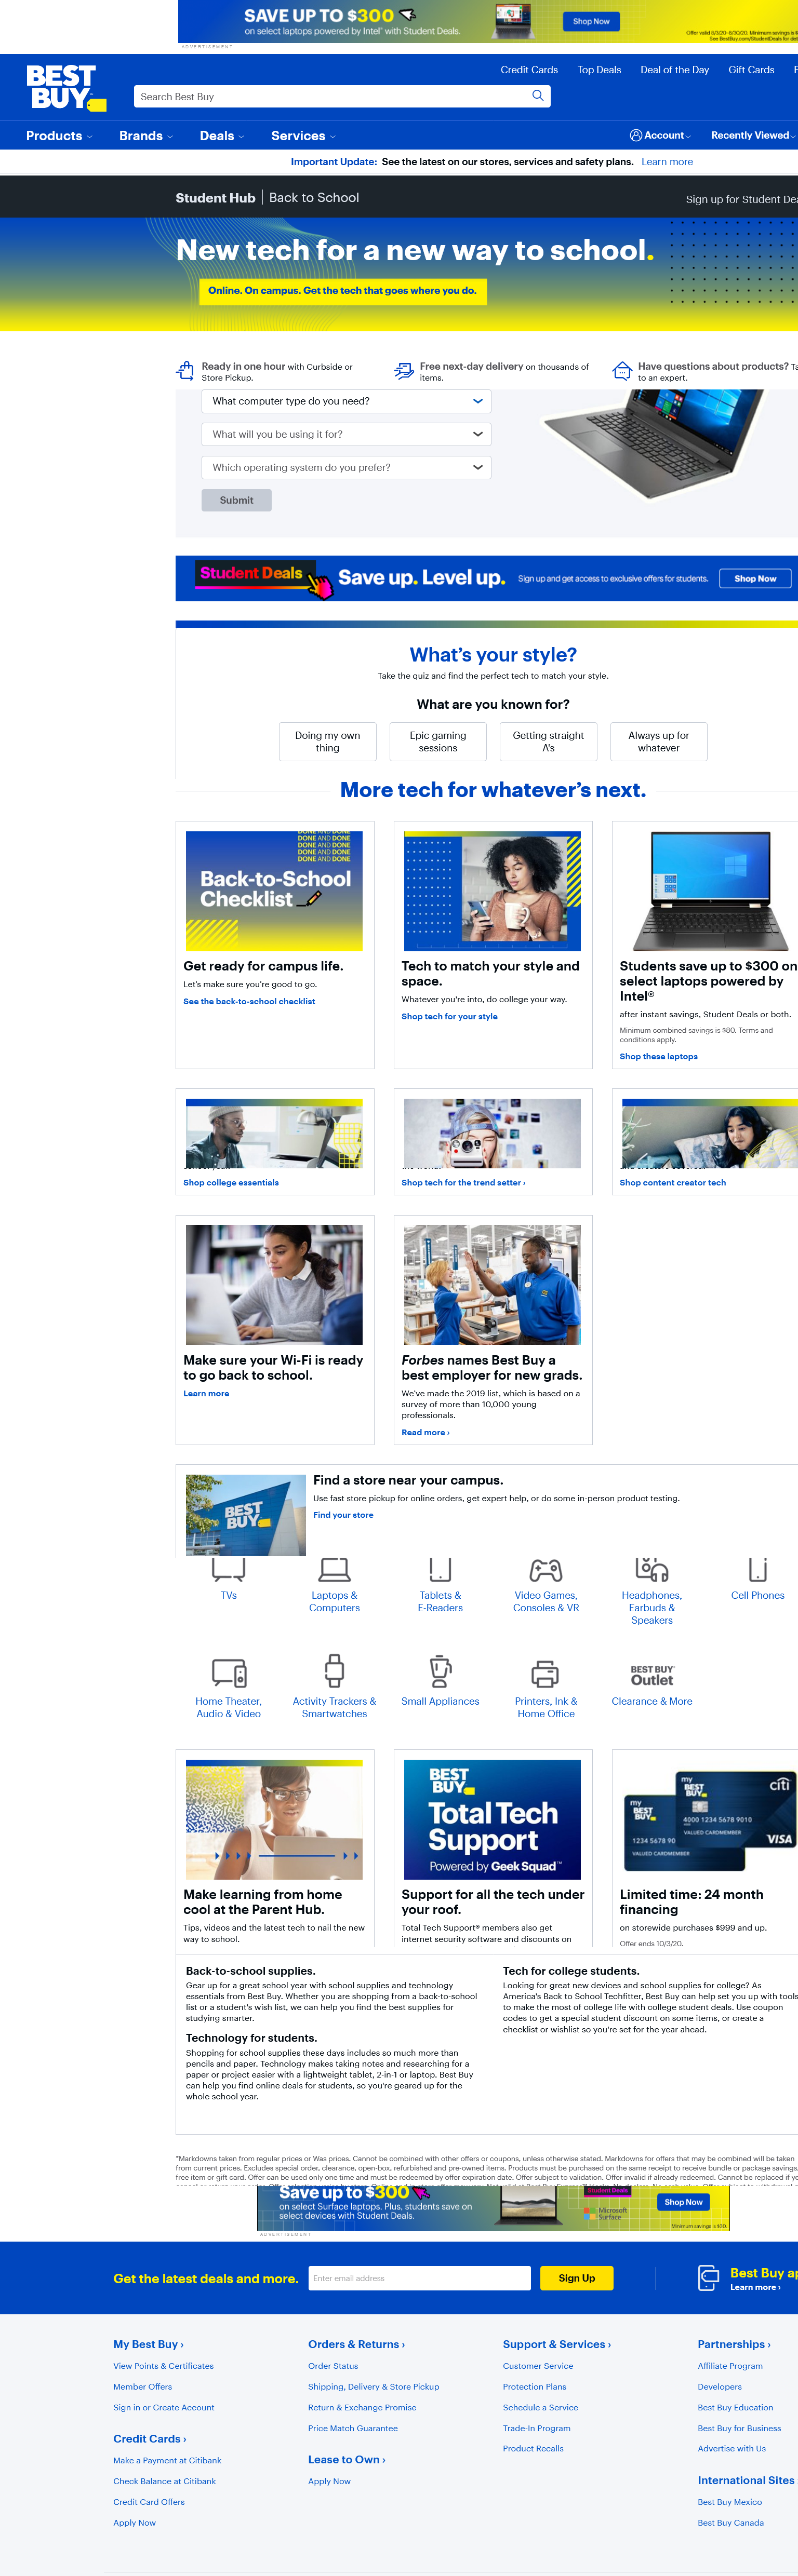 SAVE UP TO $300
on select laptops powered by Intel® with Student Deals.
Shop Now
ADVERTISEMENT
Credit Cards
Top Deals
Deal of the Day
Gift Cards
BEST BUY
Search Best Buy
Products
Brands
Deals
Services
Account
Recently Viewed
Important Update: See the latest on our stores, services and safety plans. Learn more
Student Hub | Back to School
Sign up for Student
New tech for a new way to school.
Online. On campus. Get the tech that goes where you do.
Ready in one hour with Curbside or
Store Pickup.
Free next-day delivery on thousands of
items.
Have questions about products?
to an expert.
What computer type do you need?
What will you be using it for?
Which operating system do you prefer?
Submit
Student Deals
Save up. Level up.
Sign up and get access to exclusive offers for students.
Shop Now
What's your style?
Take the quiz and find the perfect tech to match your style.
What are you known for?
Doing my own
thing
Epic gaming
sessions
Getting straight
A's
Always up for
whatever
More tech for whatever's next.
DONE AND DONE
DONE AND DONE
DONE AND DONE
DONE AND DONE
Back-to-School
Checklist
Get ready for campus life.
Let's make sure you're good to go.
See the back-to-school checklist
Tech to match your style and
space.
Whatever you're into, do college your way.
Shop tech for your style
Students save up to $300 on
select laptops powered by
Intel®
after instant savings, Student Deals or both.
Minimum combined savings is $80. Terms and
conditions apply.
Shop these laptops
Shop college essentials
Shop tech for the trend setter ›
Shop content creator tech
Make sure your Wi-Fi is ready
to go back to school.
Learn more
Forbes names Best Buy a
best employer for new grads.
We've made the 2019 list, which is based on a
survey of more than 10,000 young
professionals.
Read more ›
BEST
BUY
Find a store near your campus.
Use fast store pickup for online orders, get expert help, or do some in-person product testing.
Find your store
TVs
Laptops &
Computers
Tablets &
E-Readers
Video Games,
Consoles & VR
Headphones,
Earbuds &
Speakers
Cell Phones
Home Theater,
Audio & Video
Activity Trackers &
Smartwatches
Small Appliances
Printers, Ink &
Home Office
BEST BUY
Outlet
Clearance & More
Make learning from home
cool at the Parent Hub.
Tips, videos and the latest tech to nail the new
way to school.
BEST
BUY
Total Tech
Support
Powered by Geek Squad™
Support for all the tech under
your roof.
Total Tech Support® members also get
internet security software and discounts on
my
BEST
BUY
citi
4000 1234 5678 9010
VALUED CARDMEMBER
VISA
my
BEST
BUY
1234 5678 90
VALUED CARDMEMBER
Limited time: 24 month
financing
on storewide purchases $999 and up.
Offer ends 10/3/20.
Back-to-school supplies.
Gear up for a great school year with school supplies and technology
essentials from Best Buy. Whether you are shopping from a back-to-school
list or a student's wish list, we can help you find the best supplies for
studying smarter.
Technology for students.
Shopping for school supplies these days includes so much more than
pencils and paper. Technology makes taking notes and researching for a
paper or project easier with a lightweight tablet, 2-in-1 or laptop. Best Buy
can help you find online deals for students, so you're geared up for the
whole school year.
Tech for college students.
Looking for great new devices and school supplies for college? As
America's Back to School Techfitter, Best Buy can help set you up with tools
to make the most of college life with college student deals. Use coupon
codes to get a special student discount on some items, or create a
checklist or wishlist so you're set for the year ahead.
*Markdowns taken from regular prices or Was prices. Cannot be combined with other offers or coupons, unless otherwise stated. Markdowns for offers that may be combined will be taken
from current prices. Excludes special order, clearance, open-box, refurbished and pre-owned items. Products must be purchased on the same receipt to receive bundle or package savings,
free item or gift card. Offer can be used only one time and must be redeemed by offer expiration date. Offer subject to validation. Offer invalid if already redeemed. Cannot be replaced if
Save up to $300
on select Surface laptops. Plus, students save on
select devices with Student Deals.
Student Deals
Microsoft
Surface
Shop Now
Minimum savings is $70.
ADVERTISEMENT
Get the latest deals and more.
Enter email address
Sign Up
Best Buy
Learn more ›
My Best Buy ›
View Points & Certificates
Member Offers
Sign in or Create Account
Credit Cards ›
Make a Payment at Citibank
Check Balance at Citibank
Credit Card Offers
Apply Now
Orders & Returns ›
Order Status
Shipping, Delivery & Store Pickup
Return & Exchange Promise
Price Match Guarantee
Lease to Own ›
Apply Now
Support & Services ›
Customer Service
Protection Plans
Schedule a Service
Trade-In Program
Product Recalls
Partnerships ›
Affiliate Program
Developers
Best Buy Education
Best Buy for Business
Advertise with Us
International Sites
Best Buy Mexico
Best Buy Canada